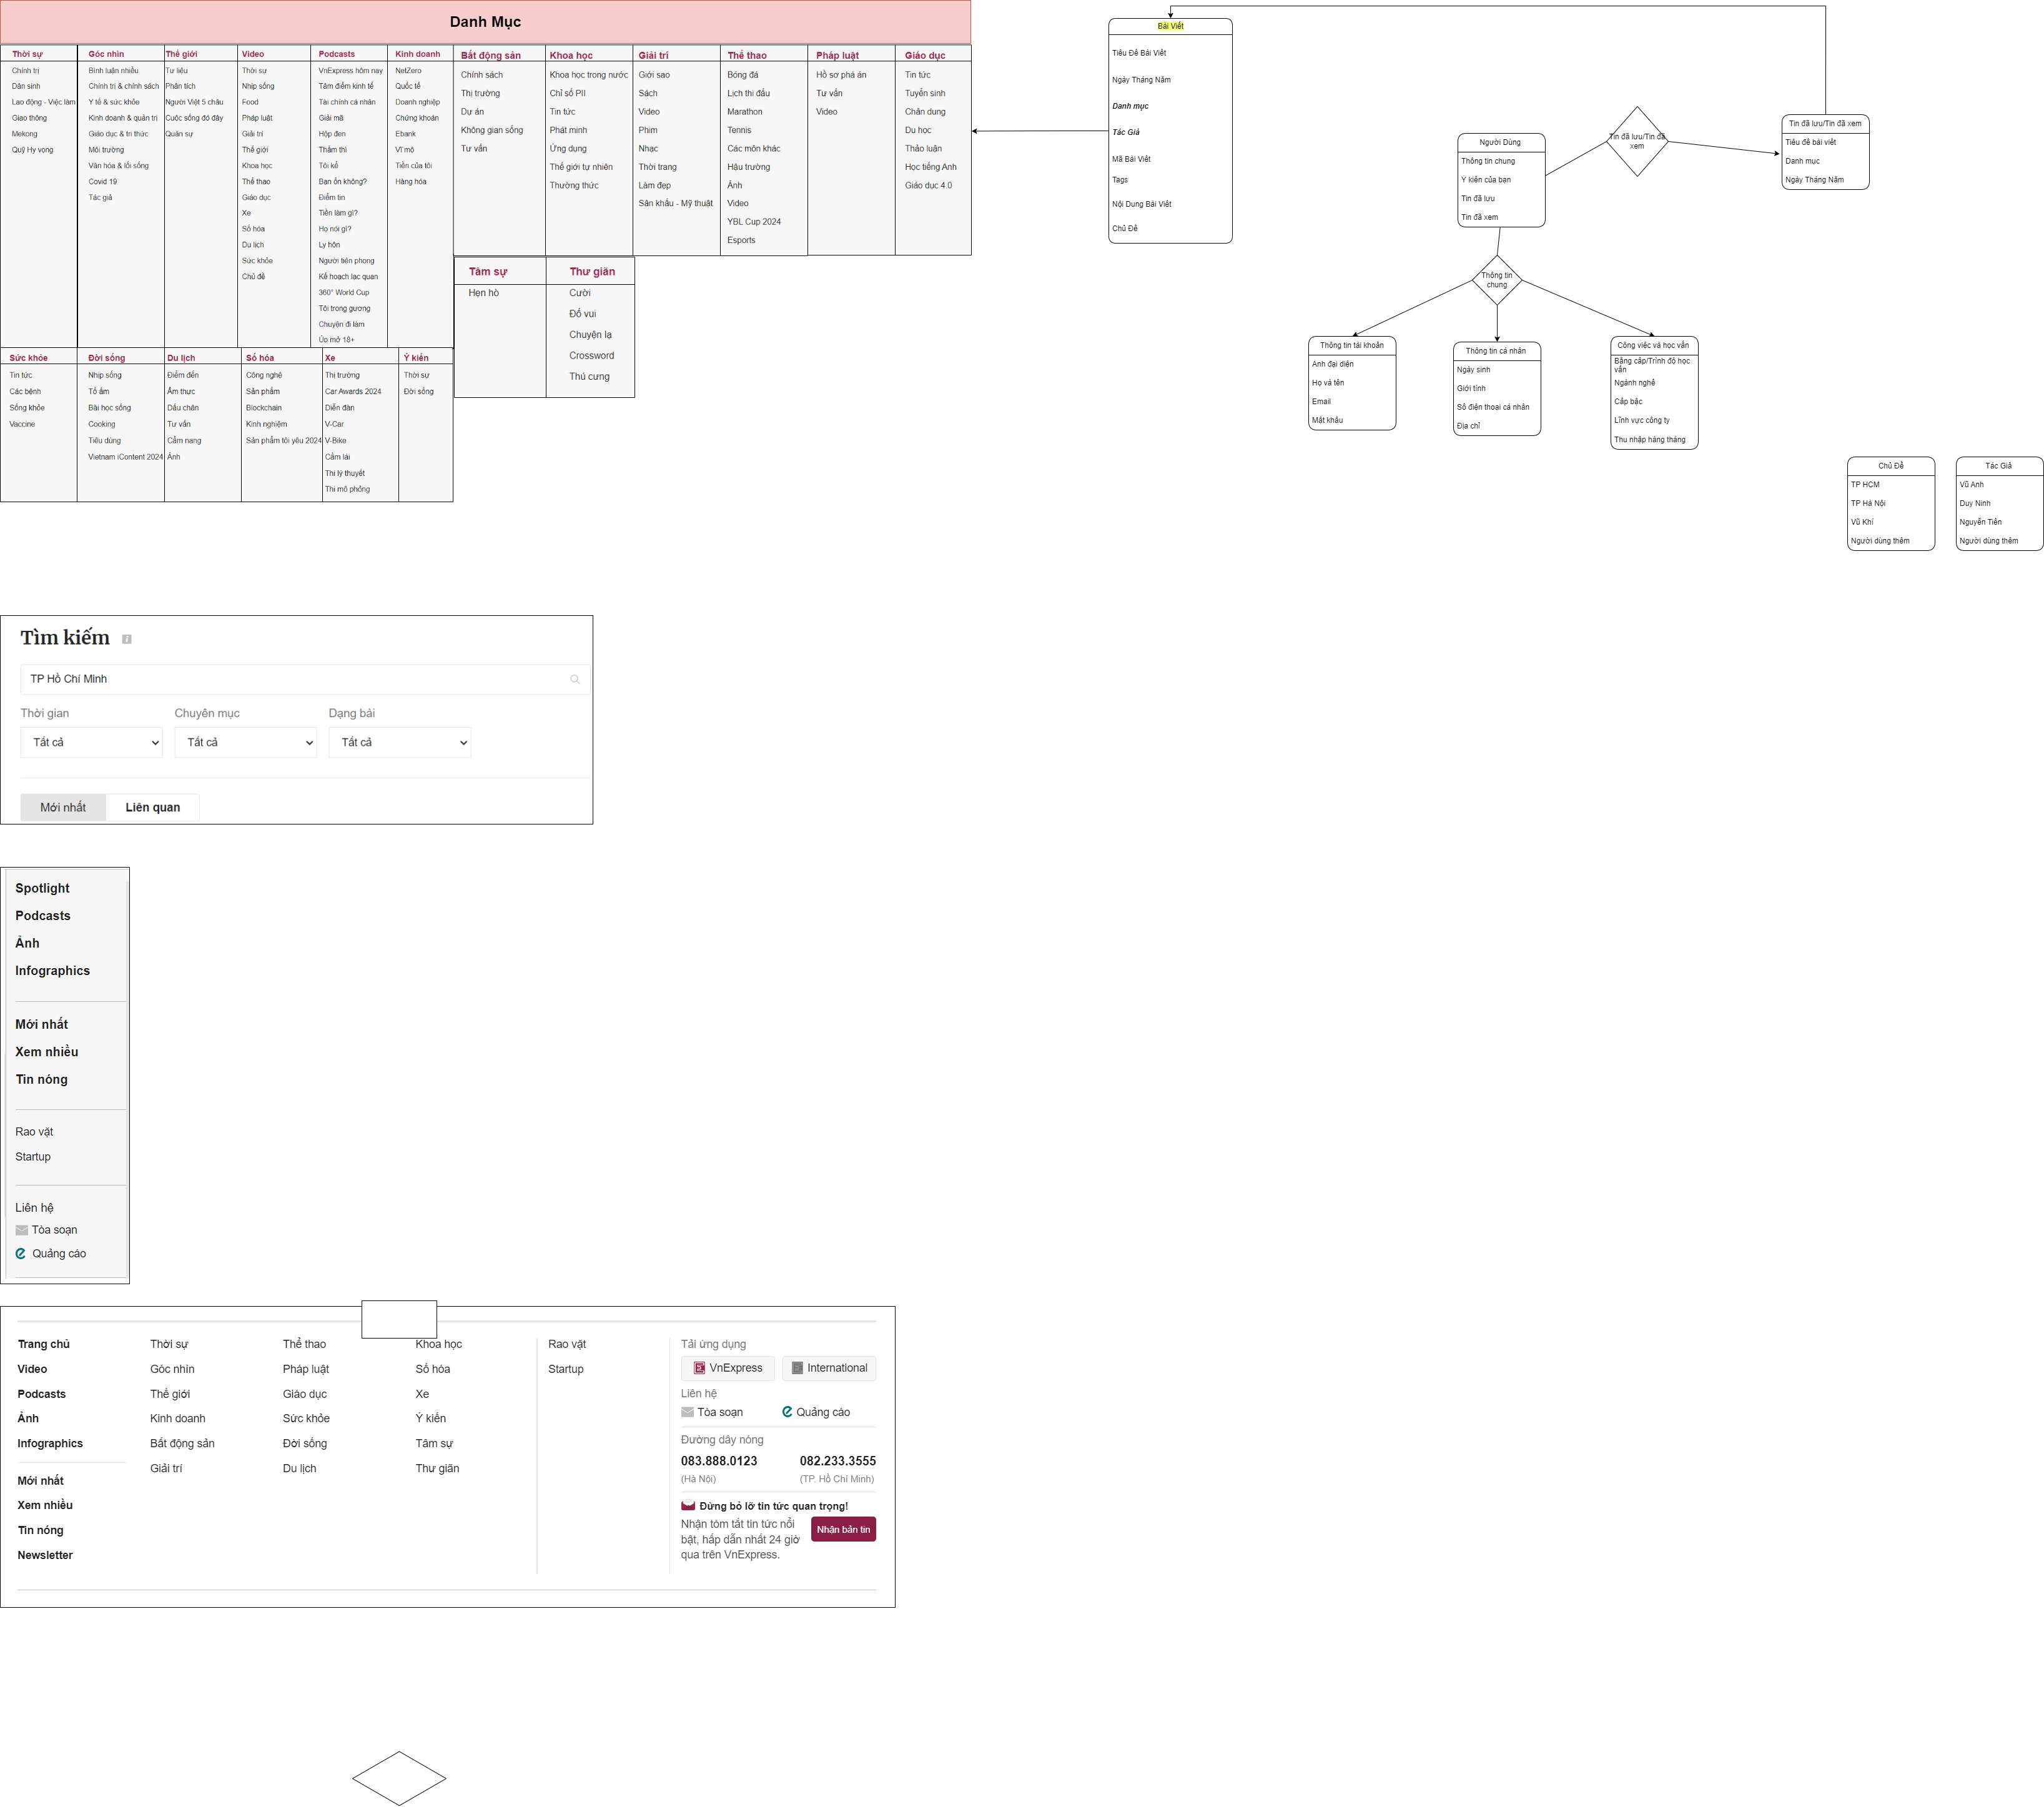 Danh Mục
Thời sự
Chính trị
Dân sinh
Lao động - Việc làm
Giao thông
Mekong
Quỹ Hy vọng
Góc nhìn
Bình luận nhiều
Chính trị & chính sách
Y tế & sức khỏe
Kinh doanh & quản trị
Giáo dục & tri thức
Môi trường
Văn hóa & lối sống
Covid 19
Tác giả
Thế giới
Tư liệu
Phân tích
Người Việt 5 châu
Cuộc sống đó đây
Quân sự
Video
Thời sự
Nhịp sống
Food
Pháp luật
Giải trí
Thế giới
Khoa học
Thể thao
Giáo dục
Xe
Số hóa
Du lịch
Sức khỏe
Chủ đề
Podcasts
VnExpress hôm nay
Tâm điểm kinh tế
Tài chính cá nhân
Giải mã
Hộp đen
Thầm thì
Tôi kể
Bạn ổn không?
Điểm tin
Tiền làm gì?
Họ nói gì?
Ly hôn
Người tiên phong
Kế hoạch lạc quan
360° World Cup
Tôi trong gương
Chuyện đi làm
Úp mở 18+
Kinh doanh
NetZero
Quốc tế
Doanh nghiệp
Chứng khoán
Ebank
Vĩ mô
Tiền của tôi
Hàng hóa
Bất động sản
Chính sách
Thị trường
Dự án
Không gian sống
Tư vấn
Khoa học
Khoa học trong nước
Chỉ số PII
Tin tức
Phát minh
Ứng dụng
Thế giới tự nhiên
Thường thức
Giải trí
Giới sao
Sách
Video
Phim
Nhạc
Thời trang
Làm đẹp
Sân khấu - Mỹ thuật
Thể thao
Bóng đá
Lịch thi đấu
Marathon
Tennis
Các môn khác
Hậu trường
Ảnh
Video
YBL Cup 2024
Esports
Pháp luật
Hồ sơ phá án
Tư vấn
Video
Giáo dục
Tin tức
Tuyển sinh
Chân dung
Du học
Thảo luận
Học tiếng Anh
Giáo dục 4.0
Tâm sự
Hẹn hò
Thư giãn
Cười
Đố vui
Chuyện lạ
Crossword
Thú cưng
Sức khỏe
Tin tức
Các bệnh
Sống khỏe
Vaccine
Đời sống
Nhịp sống
Tổ ấm
Bài học sống
Cooking
Tiêu dùng
Vietnam iContent 2024
Du lịch
Điểm đến
Ẩm thực
Dấu chân
Tư vấn
Cẩm nang
Ảnh
Số hóa
Công nghệ
Sản phẩm
Blockchain
Kinh nghiệm
Sản phẩm tôi yêu 2024
Xe
Thị trường
Car Awards 2024
Diễn đàn
V-Car
V-Bike
Cầm lái
Thi lý thuyết
Thi mô phỏng
Ý kiến
Thời sự
Đời sống
Bài Viết
Tiêu Đề Bài Viết
Ngày Tháng Năm
Danh mục
Tác Giả
Mã Bài Viết
Tags
Nội Dung Bài Viết
Chủ Đề
Người Dùng
Thông tin chung
Ý kiến của bạn
Tin đã lưu
Tin đã xem
Tin đã lưu/Tin đã
xem
Tin đã lưu/Tin đã xem
Tiêu đề bài viết
Danh mục
Ngày Tháng Năm
Thông tin
chung
Thông tin tài khoản
Anh đại diện
Họ và tên
Email
Mật khẩu
Thông tin cá nhân
Ngày sinh
Giới tính
Số điện thoại cá nhân
Địa chỉ
Công việc và học vấn
Bằng cấp/Trình độ học
vấn
Ngành nghề
Cấp bậc
Lĩnh vực công ty
Thu nhập hàng tháng
Chủ Đề
TP HCM
TP Hà Nội
Vũ Khí
Người dùng thêm
Tác Giả
Vũ Anh
Duy Ninh
Nguyễn Tiến
Người dùng thêm
Tìm kiếm
TP Hồ Chí Minh
Thời gian
Chuyên mục
Dạng bài
Tất cả
Tất cả
Tất cả
Mới nhất
Liên quan
Spotlight
Podcasts
Ảnh
Infographics
Mới nhất
Xem nhiều
Tin nóng
Rao vặt
Startup
Liên hệ
Tòa soạn
Quảng cáo
Trang chủ
Video
Podcasts
Ảnh
Infographics
Mới nhất
Xem nhiều
Tin nóng
Newsletter
Thời sự
Góc nhìn
Thế giới
Kinh doanh
Bất động sản
Giải trí
Thể thao
Pháp luật
Giáo dục
Sức khỏe
Đời sống
Du lịch
Khoa học
Số hóa
Xe
Ý kiến
Tâm sự
Thư giãn
Rao vặt
Startup
Tải ứng dụng
VnExpress
International
Liên hệ
Tòa soạn
Quảng cáo
Đường dây nóng
083.888.0123
082.233.3555
(Hà Nội)
(TP. Hồ Chí Minh)
Đừng bỏ lỡ tin tức quan trọng!
Nhận tóm tắt tin tức nổi
bật, hấp dẫn nhất 24 giờ
qua trên VnExpress.
Nhận bản tin